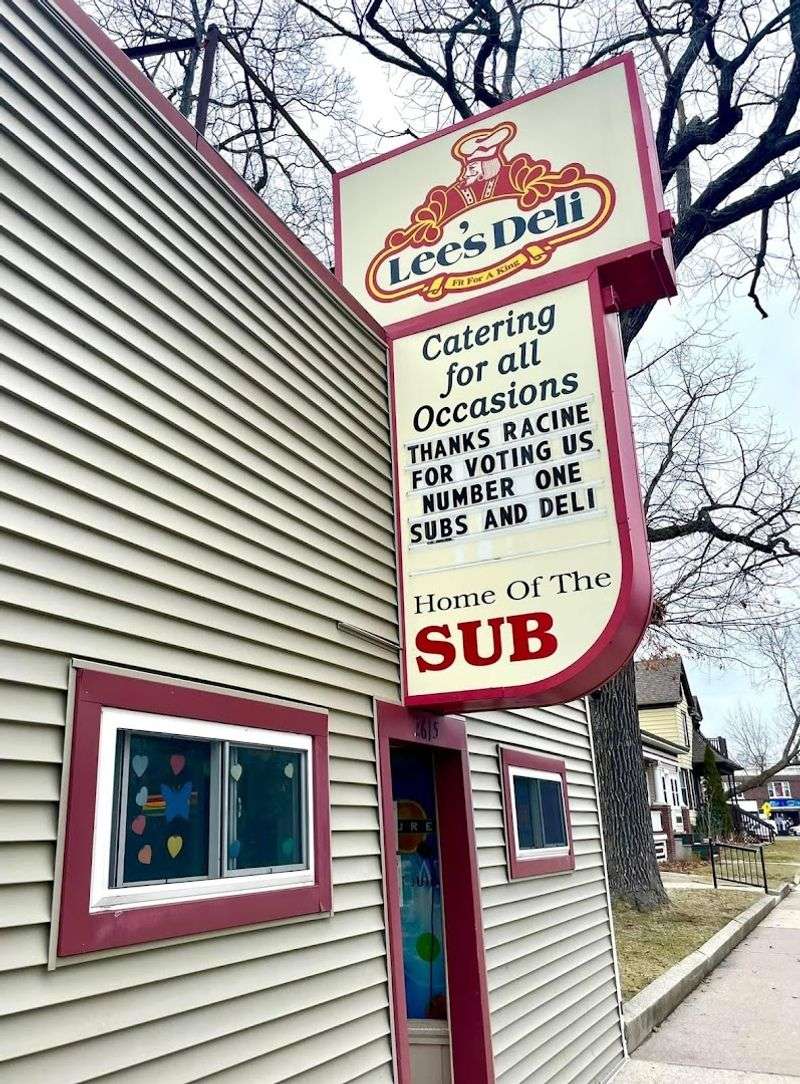 Lee's Deli
Fit For A King
Catering
for all
Occasions
THANKS RACINE
FOR VOTING US
NUMBER ONE
SUBS AND DELI
Home Of The
SUB